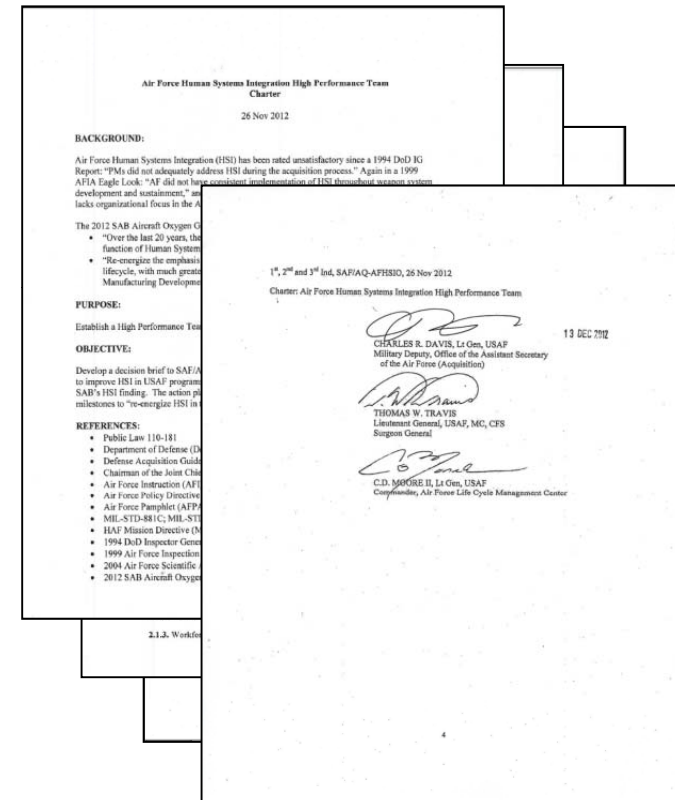 Air Force Human Systems Integration High Performance Team
Charter
26 Nov 2012
BACKGROUND:
Air Force Human Systems Integration (HSI) has been rated unsatisfactory since a 1994 DoD IG
Report: "PMs did not adequately address HSI during the acquisition process." Again in a 1999
AFIA Eagle Look: "AF did not have consistent implementation of HSI throughout weapon system
development and sustainment," an
lacks organizational focus in the A
The 2012 SAB Aircraft Oxygen G
• "Over the last 20 years, the
function of Human System
• "Re-energize the emphasis
lifecycle, with much greate
Manufacturing Developme
PURPOSE:
Establish a High Performance Tea
OBJECTIVE:
Develop a decision brief to SAF/A
to improve HSI in USAF program
SAB's HSI finding. The action pl
milestones to "re-energize HSI in
REFERENCES:
• Public Law 110-181
• Department of Defense (D
• Defense Acquisition Guide
• Chairman of the Joint Chie
• Air Force Instruction (AFI
• Air Force Policy Directive
• Air Force Pamphlet (AFPA
• MIL-STD-881C; MIL-STI
• HAF Mission Directive (M
• 1994 DoD Inspector Gene
• 1999 Air Force Inspection
• 2004 Air Force Scientific
• 2012 SAB Aircraft Oxyge
2.1.3. Workfo
1st, 2nd and 3rd Ind, SAF/AQ-AFHSIO, 26 Nov 2012
Charter: Air Force Human Systems Integration High Performance Team
13 DEC 2012
CHARLES R. DAVIS, Lt Gen, USAF
Military Deputy, Office of the Assistant Secretary
of the Air Force (Acquisition)
THOMAS W. TRAVIS
Lieutenant General, USAF, MC, CFS
Surgeon General
C.D. MOORE II, Lt Gen, USAF
Commander, Air Force Life Cycle Management Center
4